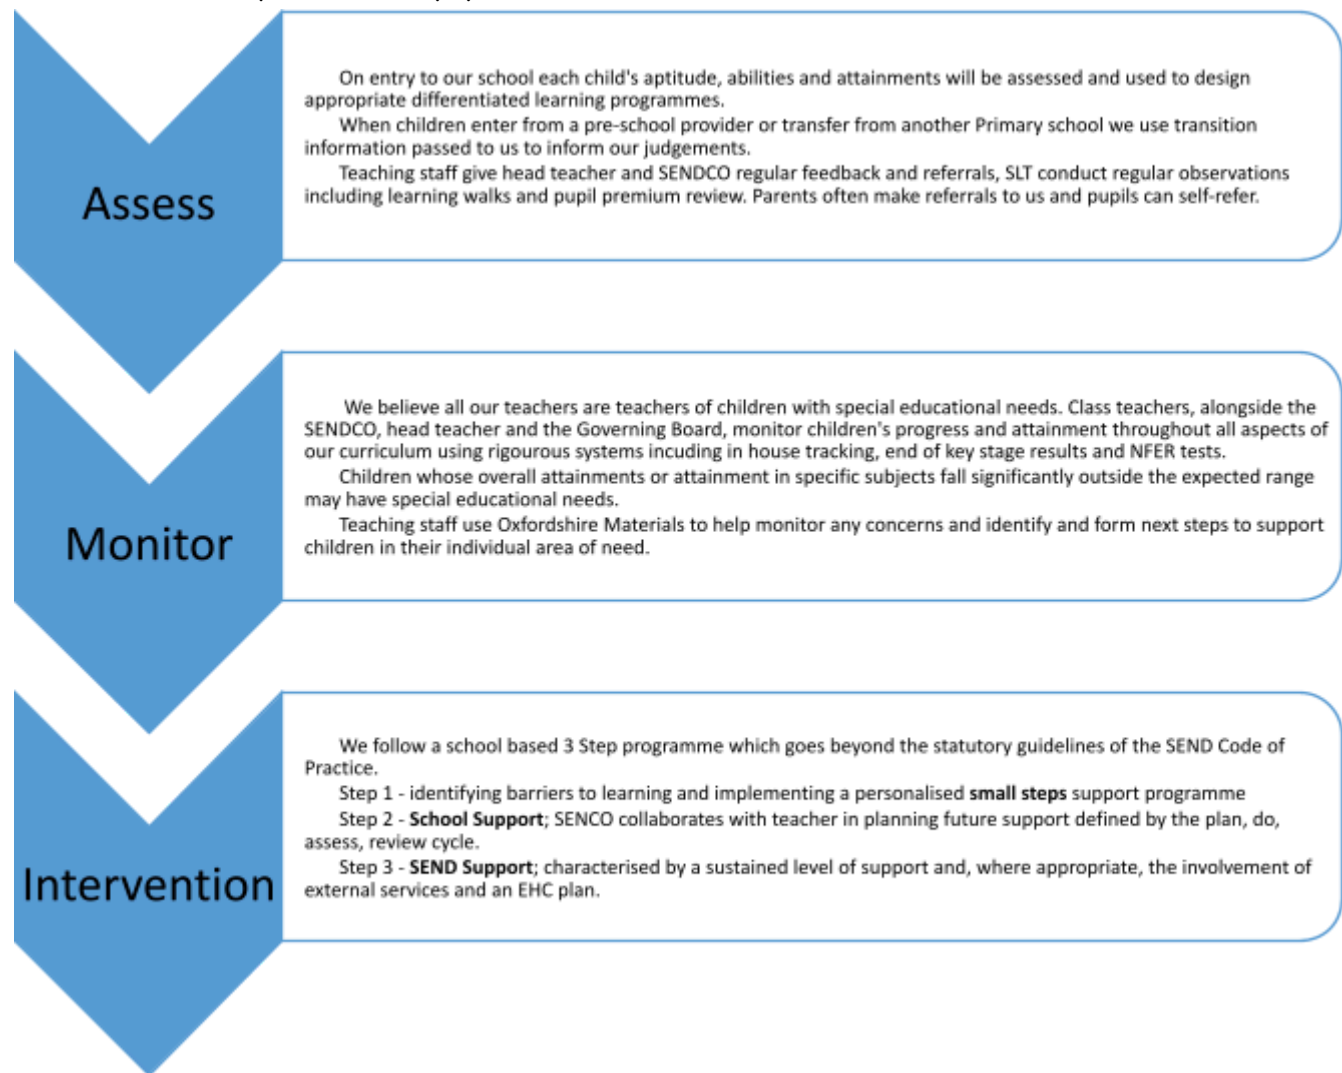 Assess
On entry to our school each child's aptitude, abilities and attainments will be assessed and used to design
appropriate differentiated learning programmes.
When children enter from a pre-school provider or transfer from another Primary school we use transition
information passed to us to inform our judgements.
Teaching staff give head teacher and SENDCO regular feedback and referrals, SLT conduct regular observations
including learning walks and pupil premium review. Parents often make referrals to us and pupils can self-refer.
Monitor
We believe all our teachers are teachers of children with special educational needs. Class teachers, alongside the
SENDCO, head teacher and the Governing Board, monitor children's progress and attainment throughout all aspects of
our curriculum using rigourous systems incuding in house tracking, end of key stage results and NFER tests.
Children whose overall attainments or attainment in specific subjects fall significantly outside the expected range
may have special educational needs.
Teaching staff use Oxfordshire Materials to help monitor any concerns and identify and form next steps to support
children in their individual area of need.
Intervention
We follow a school based 3 Step programme which goes beyond the statutory guidelines of the SEND Code of
Practice.
Step 1 - identifying barriers to learning and implementing a personalised small steps support programme
Step 2 - School Support; SENCO collaborates with teacher in planning future support defined by the plan, do,
assess, review cycle.
Step 3 - SEND Support; characterised by a sustained level of support and, where appropriate, the involvement of
external services and an EHC plan.